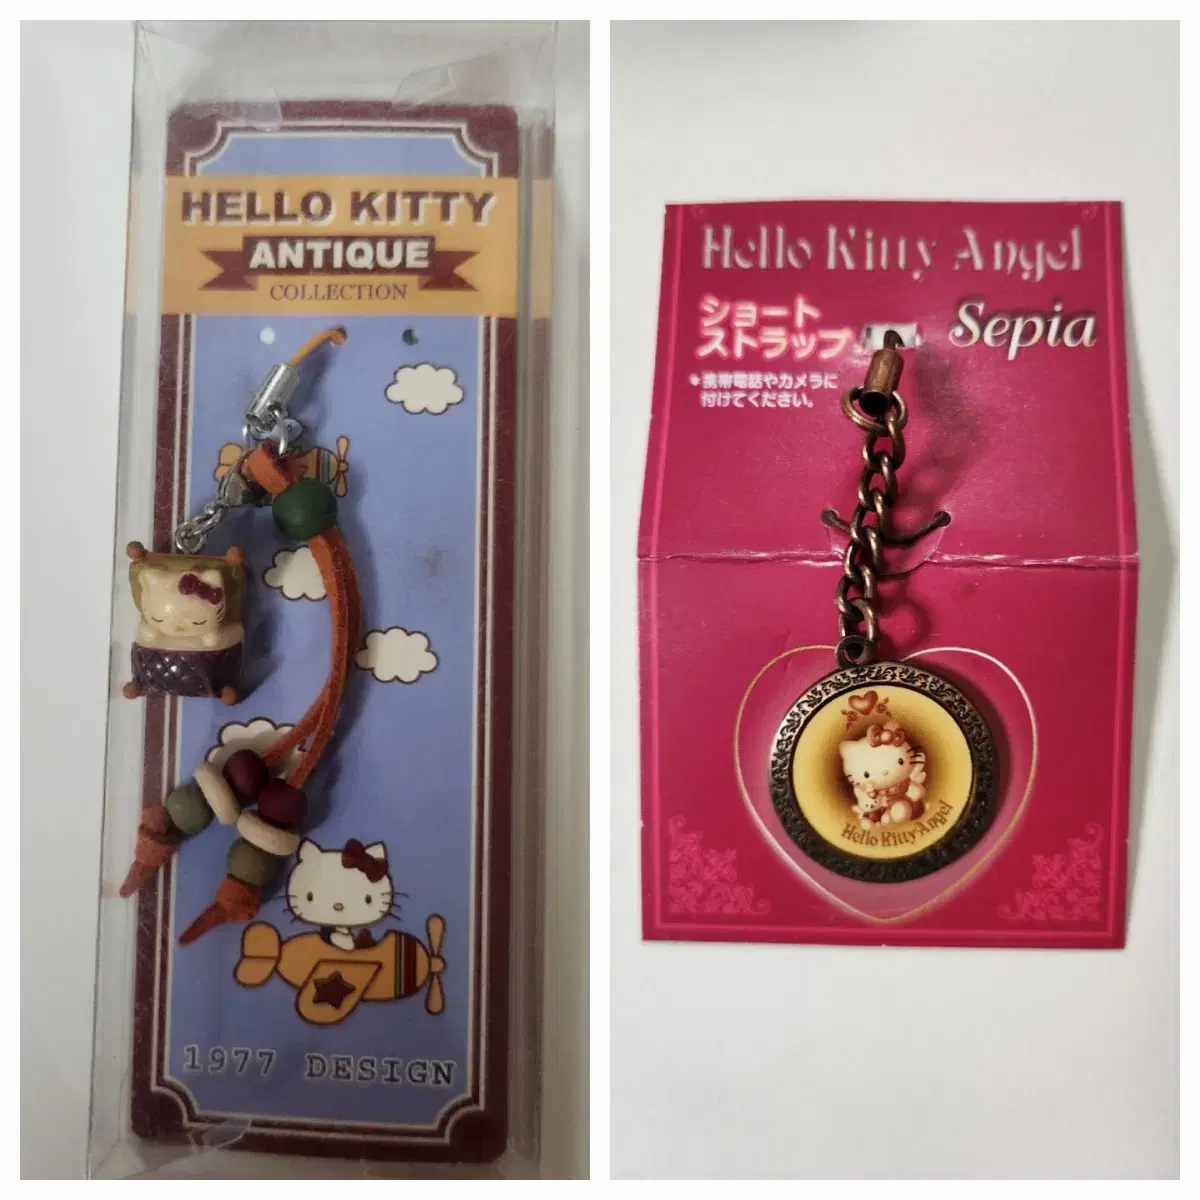 HELLO KITTY
ANTIQUE
COLLECTION
1977 DESIGN
Hello Kitty Angel
ショート
ストラップ
Sepia
*携帯電話やカメラに
付けてください。
Hello Kitty Angel